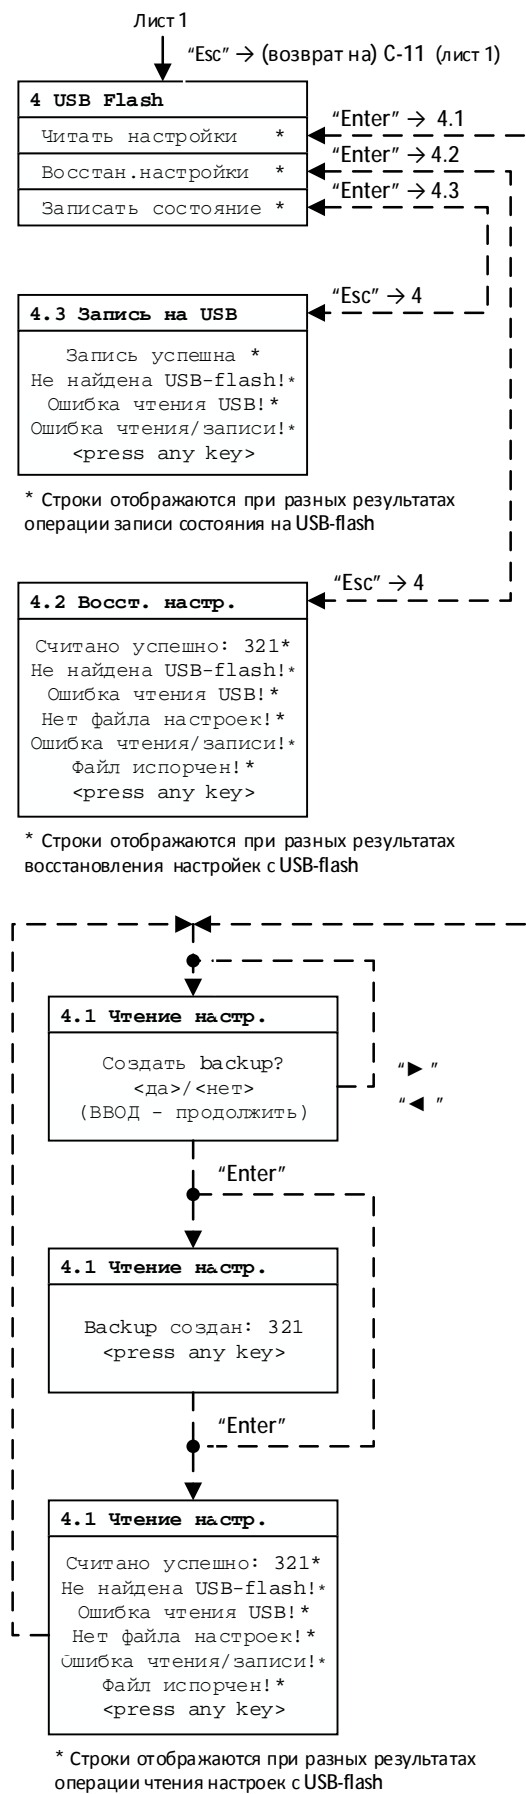 Лист 1
“Esc” → (возврат на) С-11 (лист 1)
4 USB Flash
Читать настройки *
“Enter” → 4.1
Восстан.настройки *
“Enter” → 4.2
Записать состояние *
“Enter” → 4.3
“Esc” → 4
4.3 Запись на USB
Запись успешна *
Не найдена USB-flash!*
Ошибка чтения USB!*
Ошибка чтения/записи!*
<press any key>
* Строки отображаются при разных результатах
операции записи состояния на USB-flash
“Esc” → 4
4.2 Восст. настр.
Считано успешно: 321*
Не найдена USB-flash!*
Ошибка чтения USB!*
Нет файла настроек!*
Ошибка чтения/записи!*
Файл испорчен!*
<press any key>
* Строки отображаются при разных результатах
восстановления настройек с USB-flash
4.1 Чтение настр.
Создать backup?
<да>/<нет>
(ВВОД - продолжить)
“► ”
“◄ ”
“Enter”
4.1 Чтение настр.
Backup создан: 321
<press any key>
“Enter”
4.1 Чтение настр.
Считано успешно: 321*
Не найдена USB-flash!*
Ошибка чтения USB!*
Нет файла настроек!*
Ошибка чтения/записи!*
Файл испорчен!*
<press any key>
* Строки отображаются при разных результатах
операции чтения настроек с USB-flash